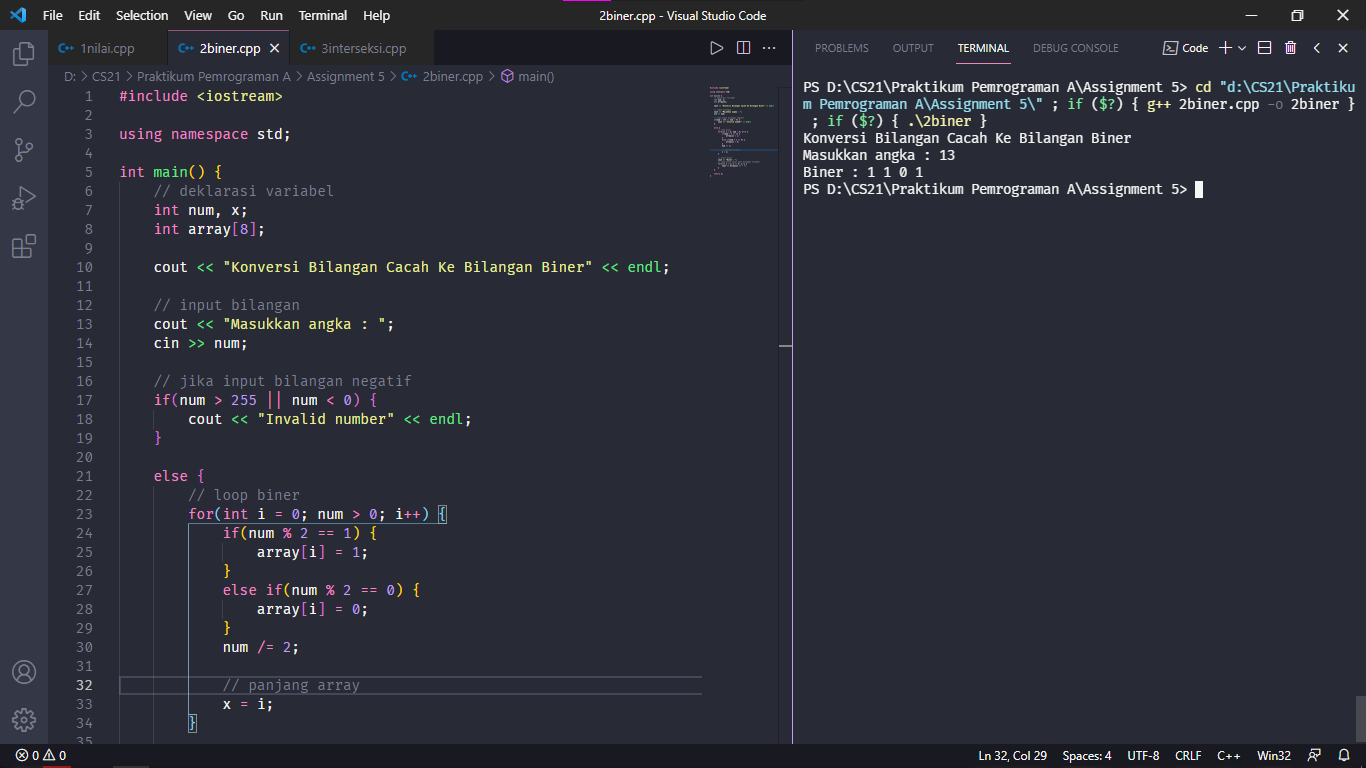 File Edit Selection View Go Run Terminal Help 2biner.cpp - Visual Studio Code
1nilai.cpp 2biner.cpp 3interseksi.cpp
D: > CS21 > Praktikum Pemrograman A > Assignment 5 > 2biner.cpp > main()
1 #include <iostream>
2
3 using namespace std;
4
5 int main() {
6 // deklarasi variabel
7 int num, x;
8 int array[8];
9
10 cout << "Konversi Bilangan Cacah Ke Bilangan Biner" << endl;
11
12 // input bilangan
13 cout << "Masukkan angka : ";
14 cin >> num;
15
16 // jika input bilangan negatif
17 if(num > 255 || num < 0) {
18 cout << "Invalid number" << endl;
19 }
20
21 else {
22 // loop biner
23 for(int i = 0; num > 0; i++) {
24 if(num % 2 == 1) {
25 array[i] = 1;
26 }
27 else if(num % 2 == 0) {
28 array[i] = 0;
29 }
30 num /= 2;
31
32 // panjang array
33 x = i;
34 }
35
PROBLEMS OUTPUT TERMINAL DEBUG CONSOLE Code
PS D:\CS21\Praktikum Pemrograman A\Assignment 5> cd "d:\CS21\Praktiku
m Pemrograman A\Assignment 5\" ; if ($?) { g++ 2biner.cpp -o 2biner }
; if ($?) { .\2biner }
Konversi Bilangan Cacah Ke Bilangan Biner
Masukkan angka : 13
Biner : 1 1 0 1
PS D:\CS21\Praktikum Pemrograman A\Assignment 5>
0 0 Ln 32, Col 29 Spaces: 4 UTF-8 CRLF C++ Win32